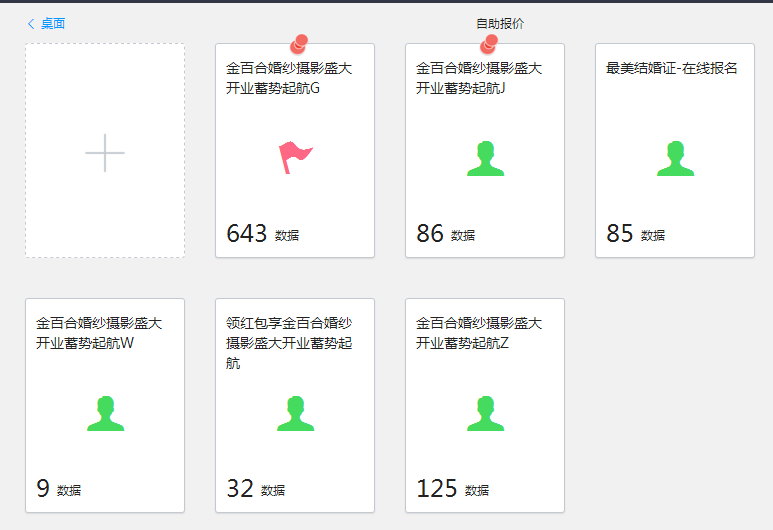 桌面
自助报价
金百合婚纱摄影盛大
开业蓄势起航G
643 数据
金百合婚纱摄影盛大
开业蓄势起航J
86 数据
最美结婚证-在线报名
85 数据
金百合婚纱摄影盛大
开业蓄势起航W
9 数据
领红包享金百合婚纱
摄影盛大开业蓄势起
航
32 数据
金百合婚纱摄影盛大
开业蓄势起航Z
125 数据